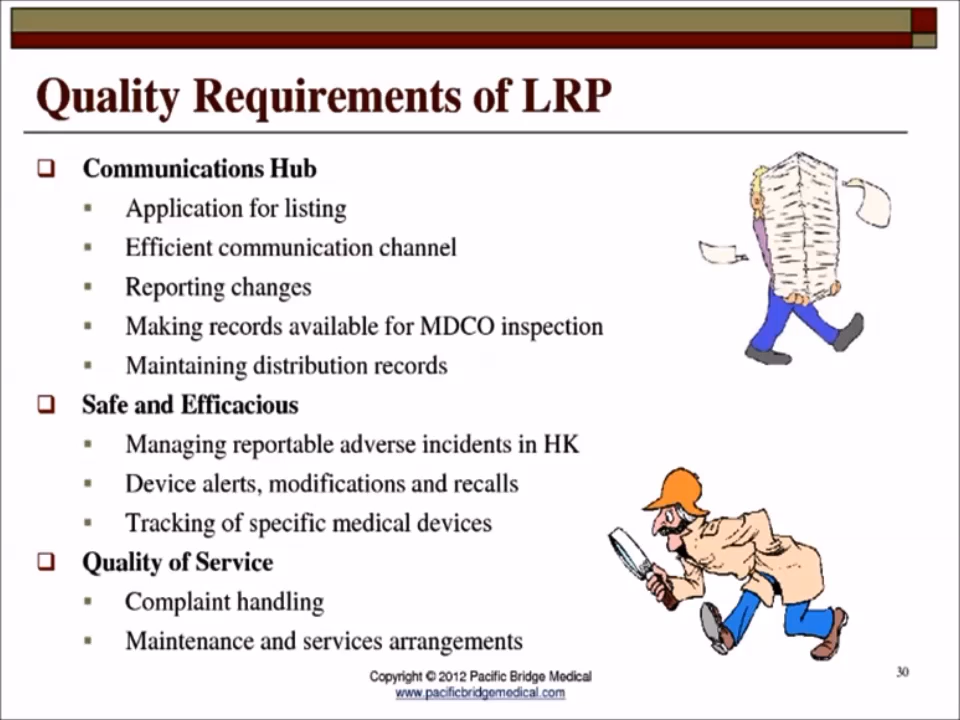 Quality Requirements of LRP
Communications Hub
Application for listing
Efficient communication channel
Reporting changes
Making records available for MDCO inspection
Maintaining distribution records
Safe and Efficacious
Managing reportable adverse incidents in HK
Device alerts, modifications and recalls
Tracking of specific medical devices
Quality of Service
Complaint handling
Maintenance and services arrangements
Copyright © 2012 Pacific Bridge Medical
www.pacificbridgemedical.com
30